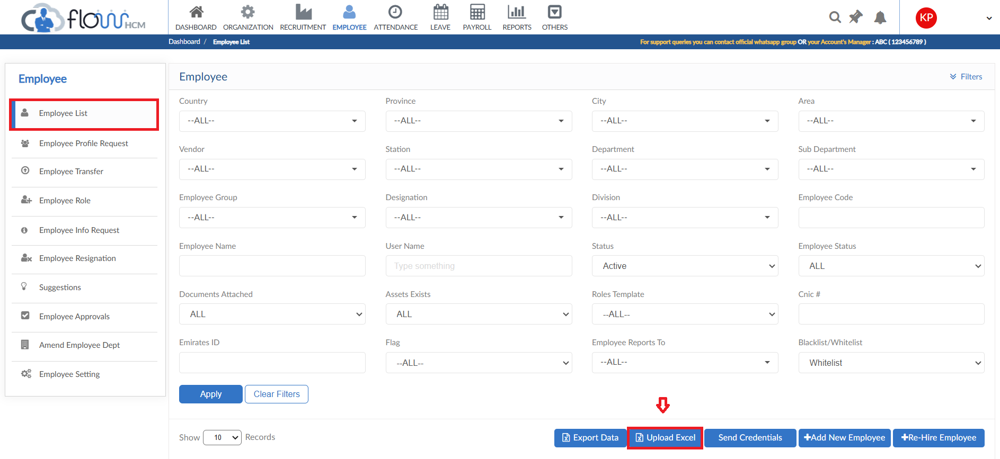 flowHCM
DASHBOARD ORGANIZATION RECRUITMENT EMPLOYEE ATTENDANCE LEAVE PAYROLL REPORTS OTHERS
KP
Dashboard / Employee List
For support queries you can contact official whatsapp group OR your Account's Manager : ABC ( 123456789 )
Employee
Employee List
Employee Profile Request
Employee Transfer
Employee Role
Employee Info Request
Employee Resignation
Suggestions
Employee Approvals
Amend Employee Dept
Employee Setting
Employee
Filters
Country Province City Area
--ALL-- --ALL-- --ALL-- --ALL--
Vendor Station Department Sub Department
--ALL-- --ALL-- --ALL-- --ALL--
Employee Group Designation Division Employee Code
--ALL-- --ALL-- --ALL--
Employee Name User Name Status Employee Status
Type something Active ALL
Documents Attached Assets Exists Roles Template Cnic #
ALL ALL --ALL--
Emirates ID Flag Employee Reports To Blacklist/Whitelist
--ALL-- --ALL-- Whitelist
Apply Clear Filters
Show 10 Records
Export Data Upload Excel Send Credentials +Add New Employee +Re-Hire Employee